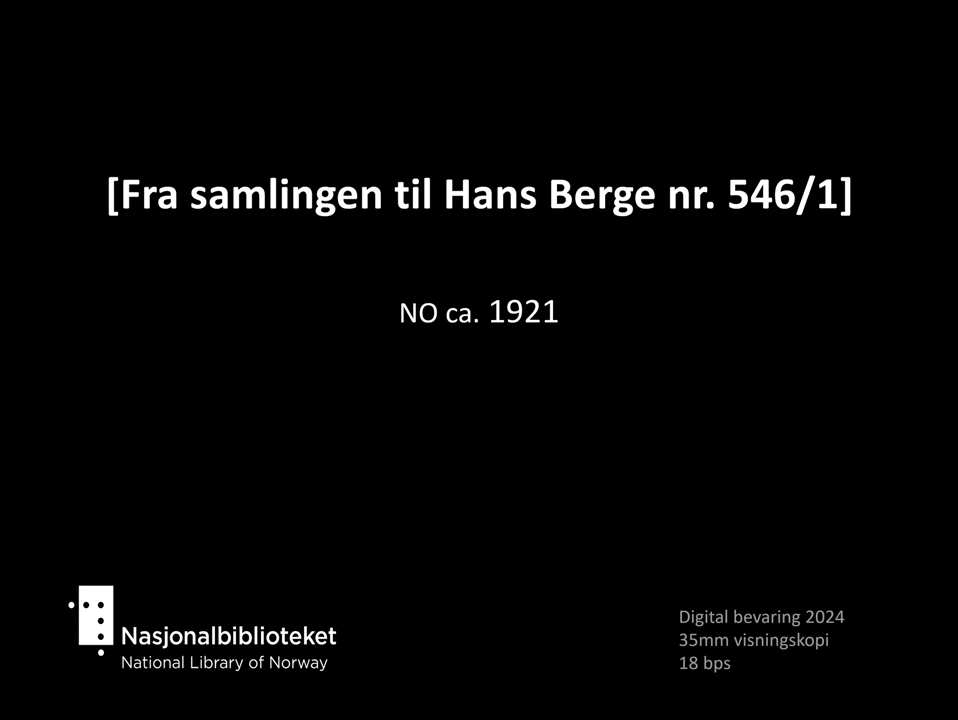 [Fra samlingen til Hans Berge nr. 546/1]
NO ca. 1921
Nasjonalbiblioteket
National Library of Norway
Digital bevaring 2024
35mm visningskopi
18 bps